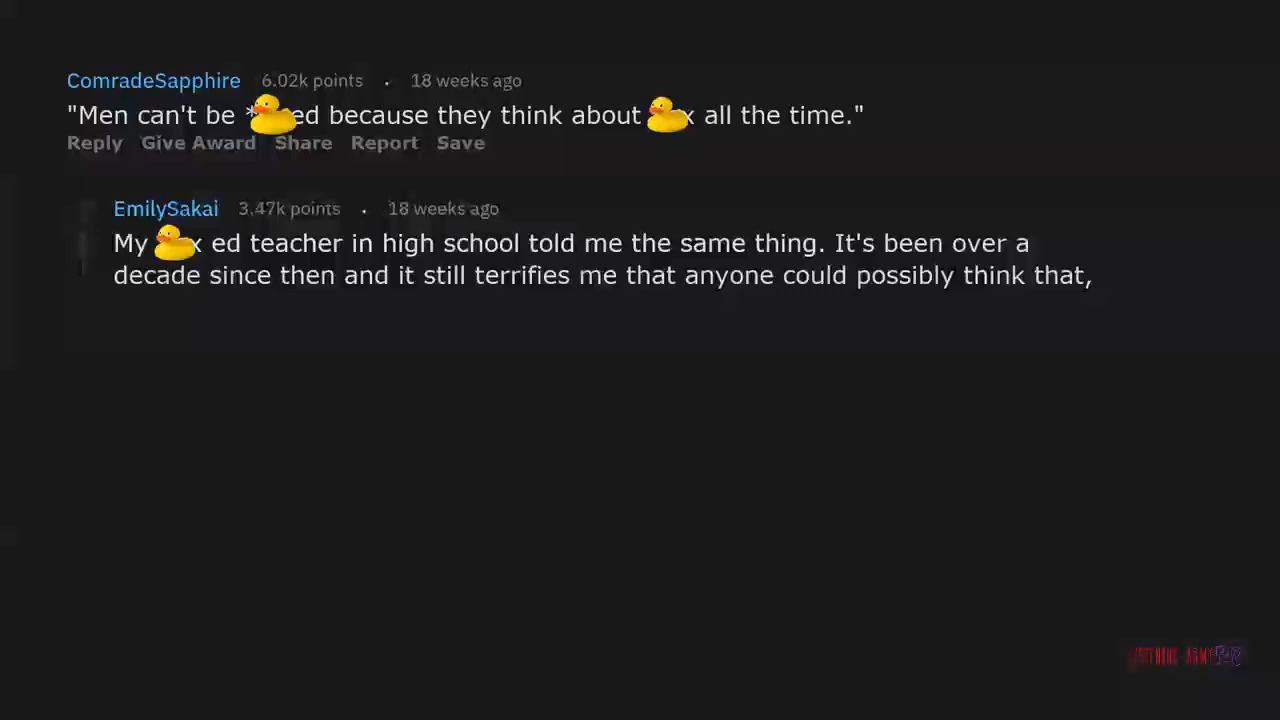 ComradeSapphire 6.02k points . 18 weeks ago
"Men can't be *ed because they think about x all the time."
Reply Give Award Share Report Save
EmilySakai 3.47k points . 18 weeks ago
My x ed teacher in high school told me the same thing. It's been over a
decade since then and it still terrifies me that anyone could possibly think that,